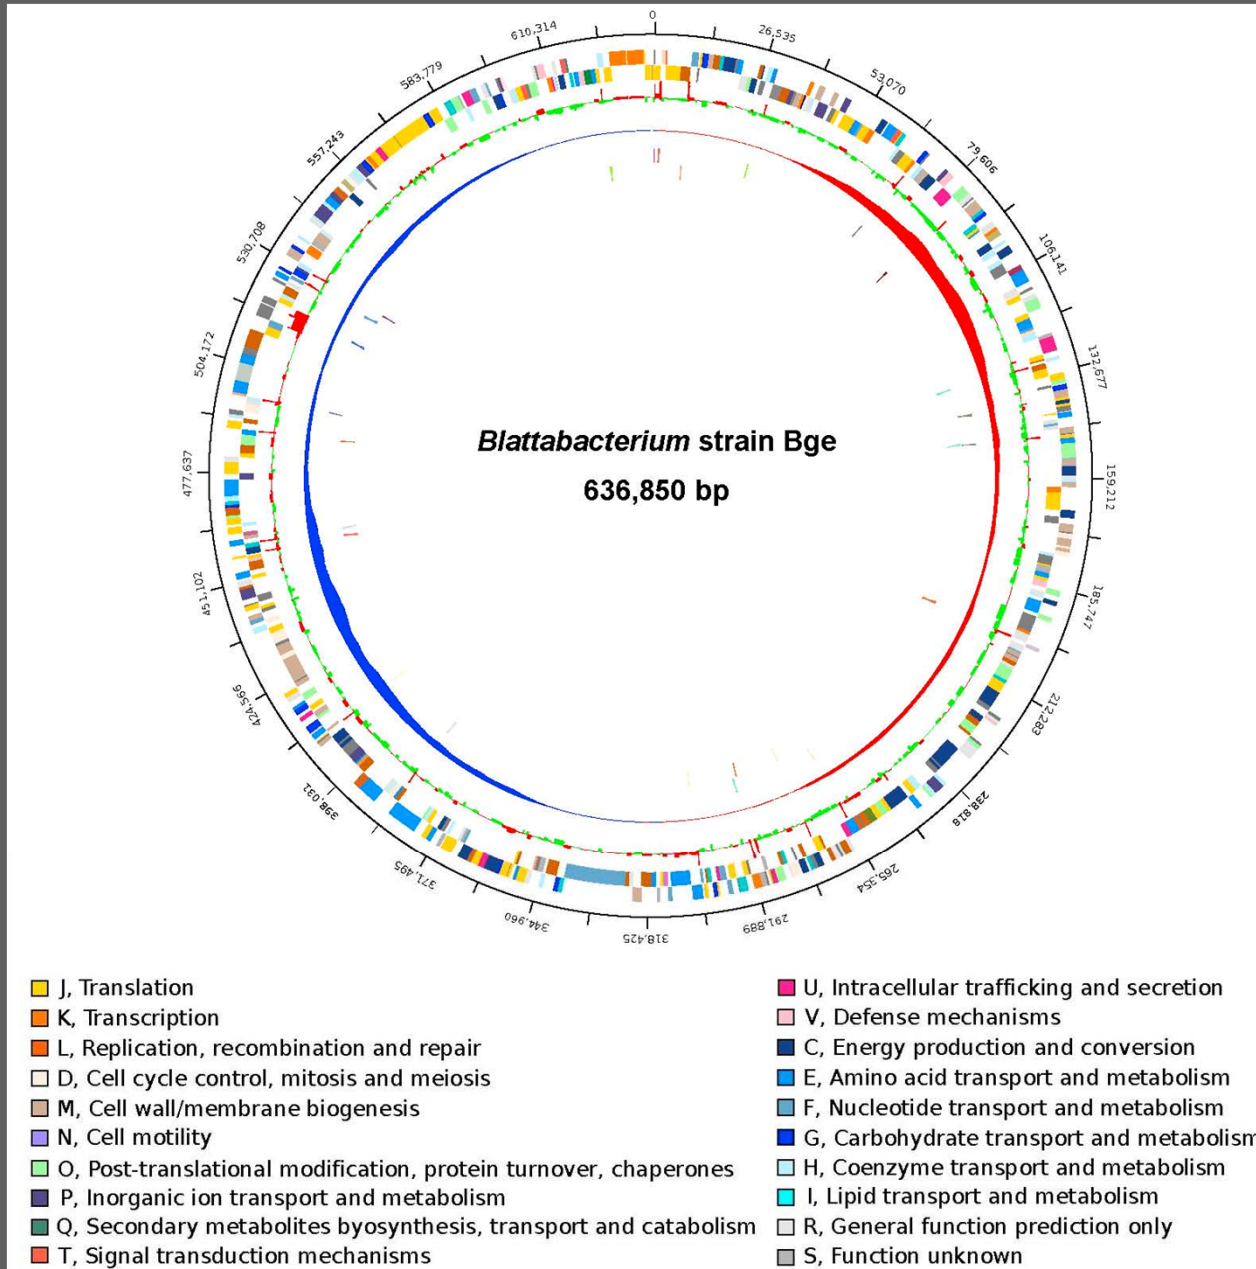 0
26,535
53,070
79,606
106,141
132,677
159,212
185,747
212,283
238,818
265,354
291,889
318,425
344,960
371,495
398,031
424,566
451,102
477,637
504,172
530,708
557,243
583,779
610,314
Blattabacterium strain Bge
636,850 bp
J, Translation
K, Transcription
L, Replication, recombination and repair
D, Cell cycle control, mitosis and meiosis
M, Cell wall/membrane biogenesis
N, Cell motility
O, Post-translational modification, protein turnover, chaperones
P, Inorganic ion transport and metabolism
Q, Secondary metabolites byosynthesis, transport and catabolism
T, Signal transduction mechanisms
U, Intracellular trafficking and secretion
V, Defense mechanisms
C, Energy production and conversion
E, Amino acid transport and metabolism
F, Nucleotide transport and metabolism
G, Carbohydrate transport and metabolism
H, Coenzyme transport and metabolism
I, Lipid transport and metabolism
R, General function prediction only
S, Function unknown